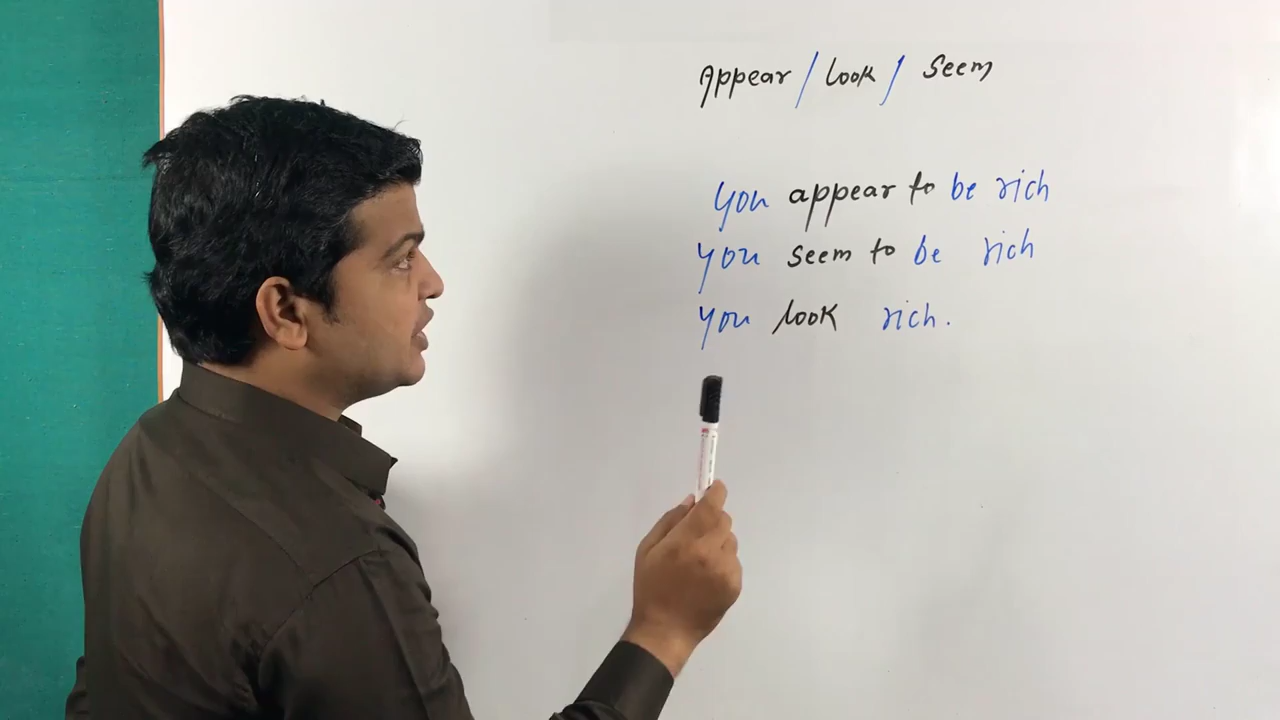 Appear / look / Seem
you appear to be rich
you seem to be rich
you look rich.